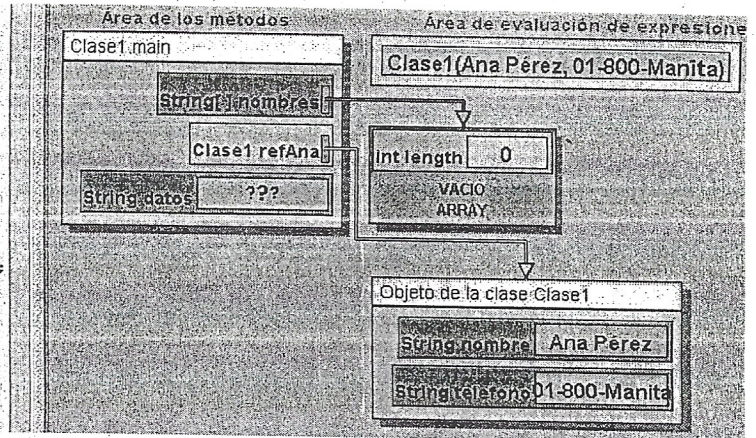 Área de los métodos
Área de evaluación de expresione
Clase1.main
Clase1(Ana Pérez, 01-800-Manita)
String[ ] nombres
Clase1 refAna
int length 0
VACIO
ARRAY
String datos ???
Objeto de la clase Clase1
String nombre Ana Pérez
String telefono 01-800-Manita